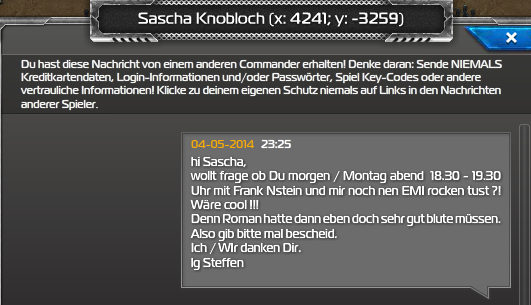 Sascha Knobloch (x: 4241; y: -3259)
Du hast diese Nachricht von einem anderen Commander erhalten! Denke daran: Sende NIEMALS
Kreditkartendaten, Login-Informationen und/oder Passwörter, Spiel Key-Codes oder andere
vertrauliche Informationen! Klicke zu deinem eigenen Schutz niemals auf Links in den Nachrichten
anderer Spieler.
04-05-2014 23:25
hi Sascha,
wollt frage ob Du morgen / Montag abend 18.30 - 19.30
Uhr mit Frank Nstein und mir noch nen EMI rocken tust ?!
Wäre cool !!!
Denn Roman hatte dann eben doch sehr gut blute müssen.
Also gib bitte mal bescheid.
Ich / WIr danken Dir.
lg Steffen